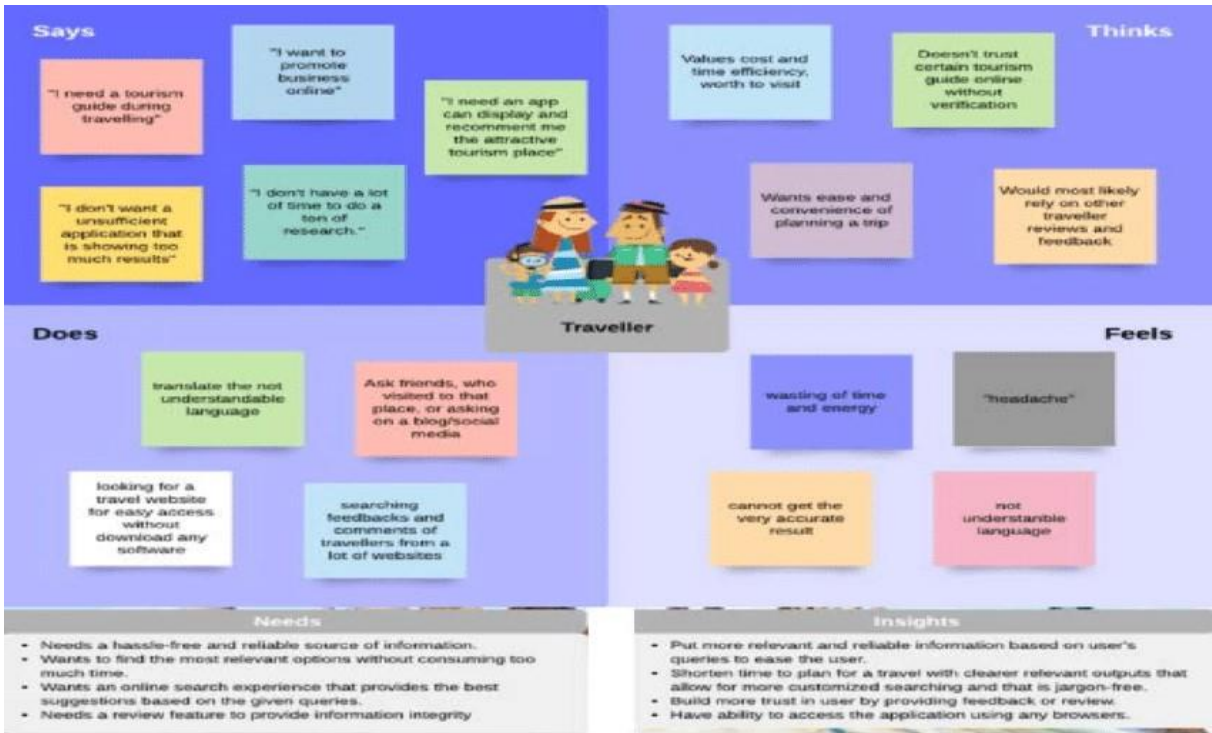 Says
"I need a tourism
guide during
travelling"
"I want to
promote
business
online"
"I need an app
can display and
recomment me
the attractive
tourism place"
"I don't want a
unsufficient
application that
is showing too
much results"
"I don't have a lot
of time to do a
ton of
research."
Thinks
Values cost and
time efficiency,
worth to visit
Doesn't trust
certain tourism
guide online
without
verification
Wants ease and
convenience of
planning a trip
Would most likely
rely on other
traveller
reviews and
feedback
Traveller
Does
translate the not
understandable
language
Ask friends, who
visited to that
place, or asking
on a blog/social
media
looking for a
travel website
for easy access
without
download any
software
searching
feedbacks and
comments of
travellers from a
lot of websites
Feels
wasting of time
and energy
"headache"
cannot get the
very accurate
result
not
understanble
language
Needs
• Needs a hassle-free and reliable source of information.
• Wants to find the most relevant options without consuming too
much time.
• Wants an online search experience that provides the best
suggestions based on the given queries.
• Needs a review feature to provide information integrity
Insights
• Put more relevant and reliable information based on user's
queries to ease the user.
• Shorten time to plan for a travel with clearer relevant outputs that
allow for more customized searching and that is jargon-free.
• Build more trust in user by providing feedback or review.
• Have ability to access the application using any browsers.